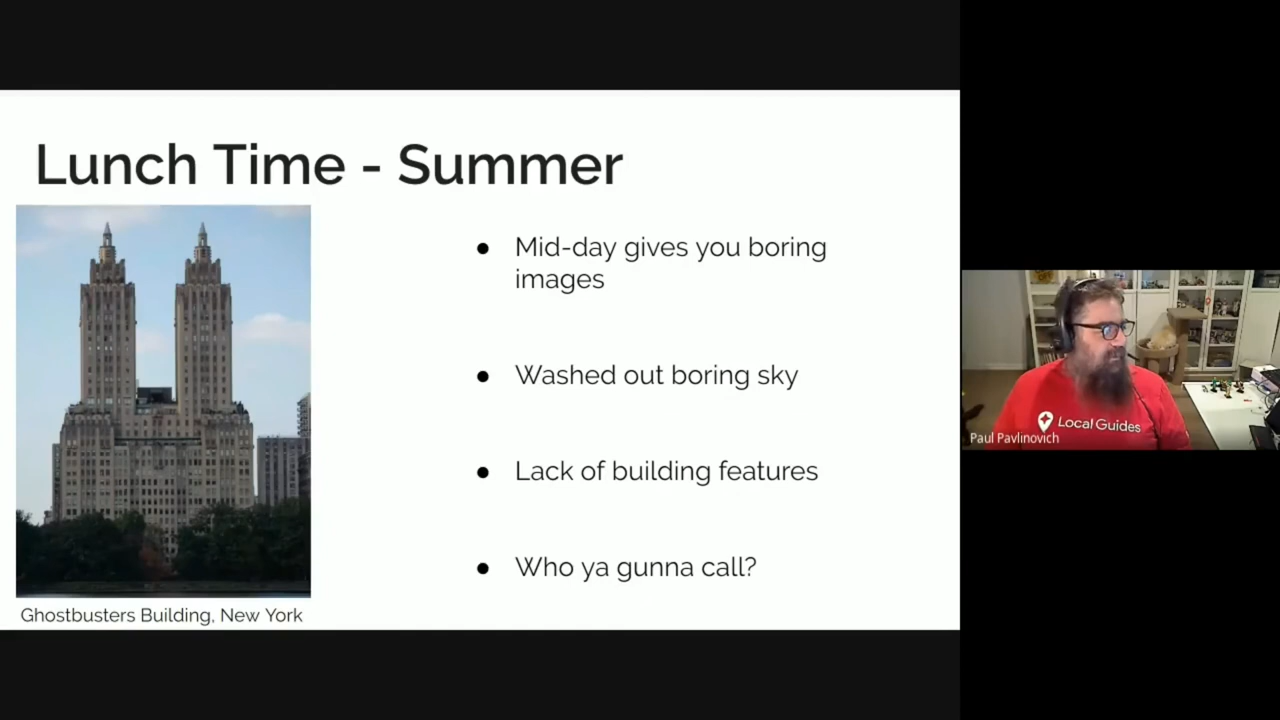 Lunch Time - Summer
● Mid-day gives you boring
images
● Washed out boring sky
● Lack of building features
● Who ya gunna call?
Ghostbusters Building, New York
Local Guides
Paul Pavlinovich